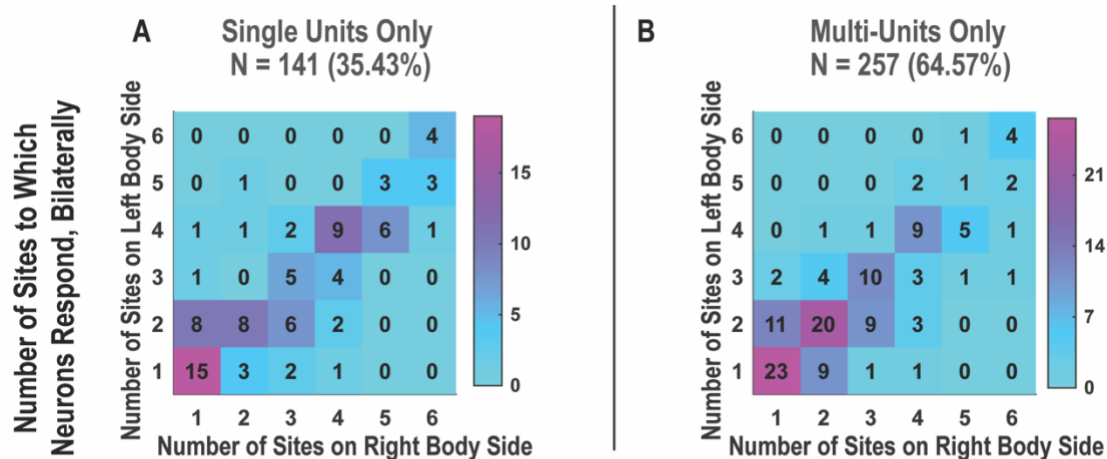 A
Single Units Only
N = 141 (35.43%)
B
Multi-Units Only
N = 257 (64.57%)
Number of Sites to Which
Neurons Respond, Bilaterally
Number of Sites on Left Body Side
6 0 0 0 0 0 4
5 0 1 0 0 3 3
4 1 1 2 9 6 1
3 1 0 5 4 0 0
2 8 8 6 2 0 0
1 15 3 2 1 0 0
1 2 3 4 5 6
Number of Sites on Right Body Side
15
10
5
0
Number of Sites on Left Body Side
6 0 0 0 0 1 4
5 0 0 0 2 1 2
4 0 1 1 9 5 1
3 2 4 10 3 1 1
2 11 20 9 3 0 0
1 23 9 1 1 0 0
1 2 3 4 5 6
Number of Sites on Right Body Side
21
14
7
0